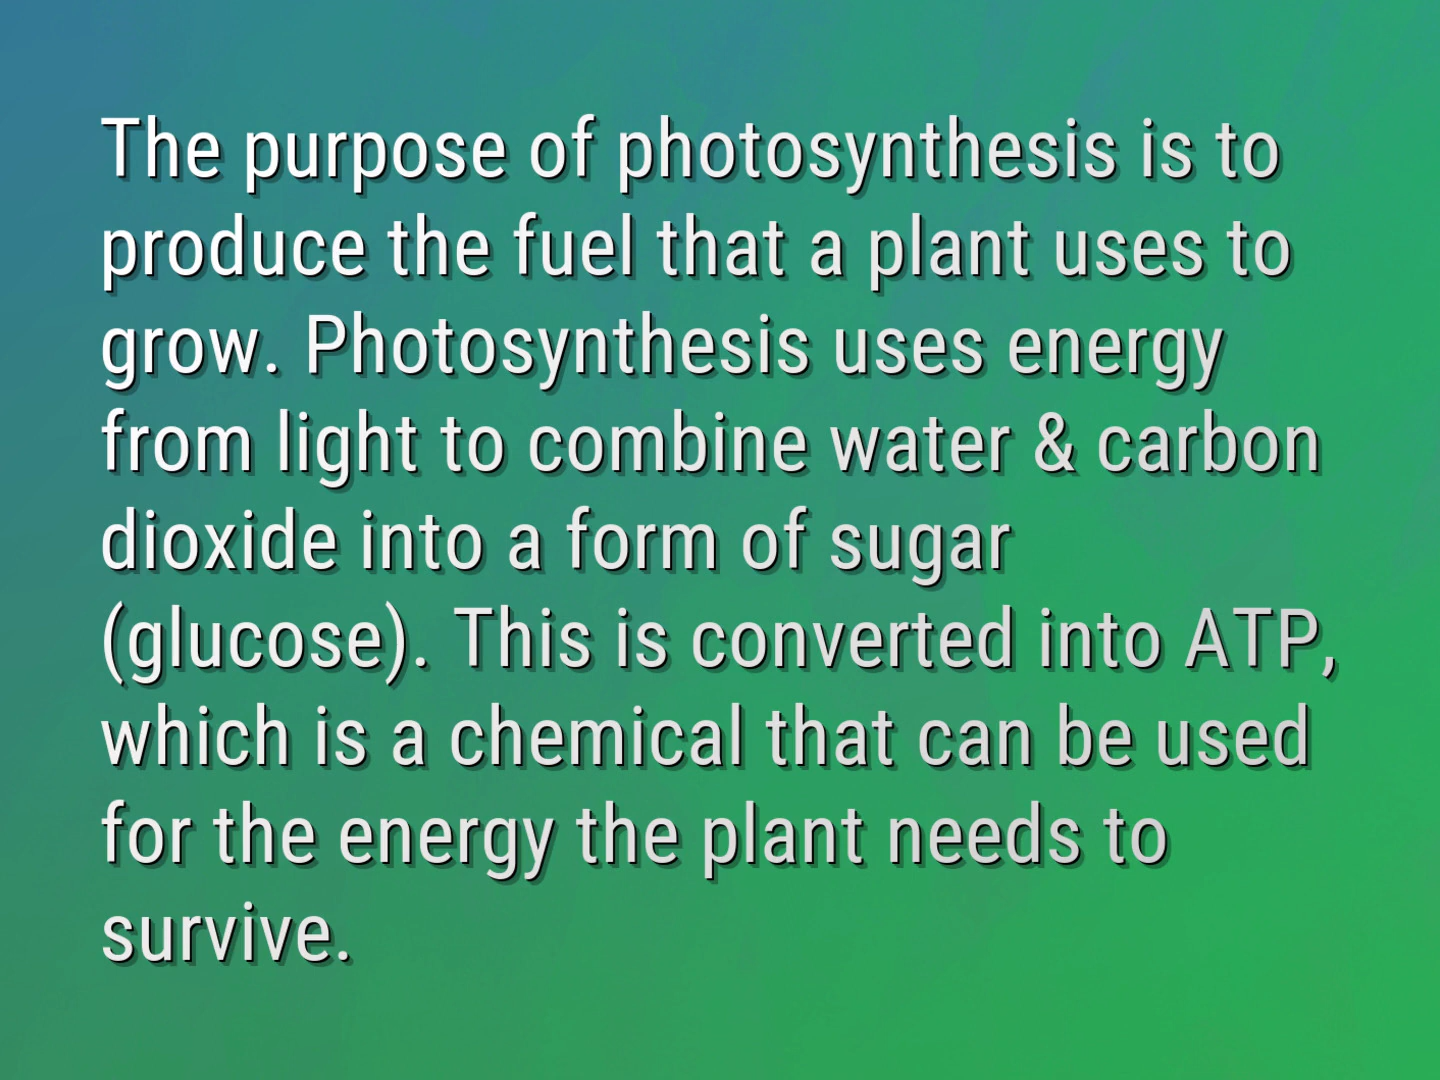 The purpose of photosynthesis is to
produce the fuel that a plant uses to
grow. Photosynthesis uses energy
from light to combine water & carbon
dioxide into a form of sugar
(glucose). This is converted into ATP,
which is a chemical that can be used
for the energy the plant needs to
survive.